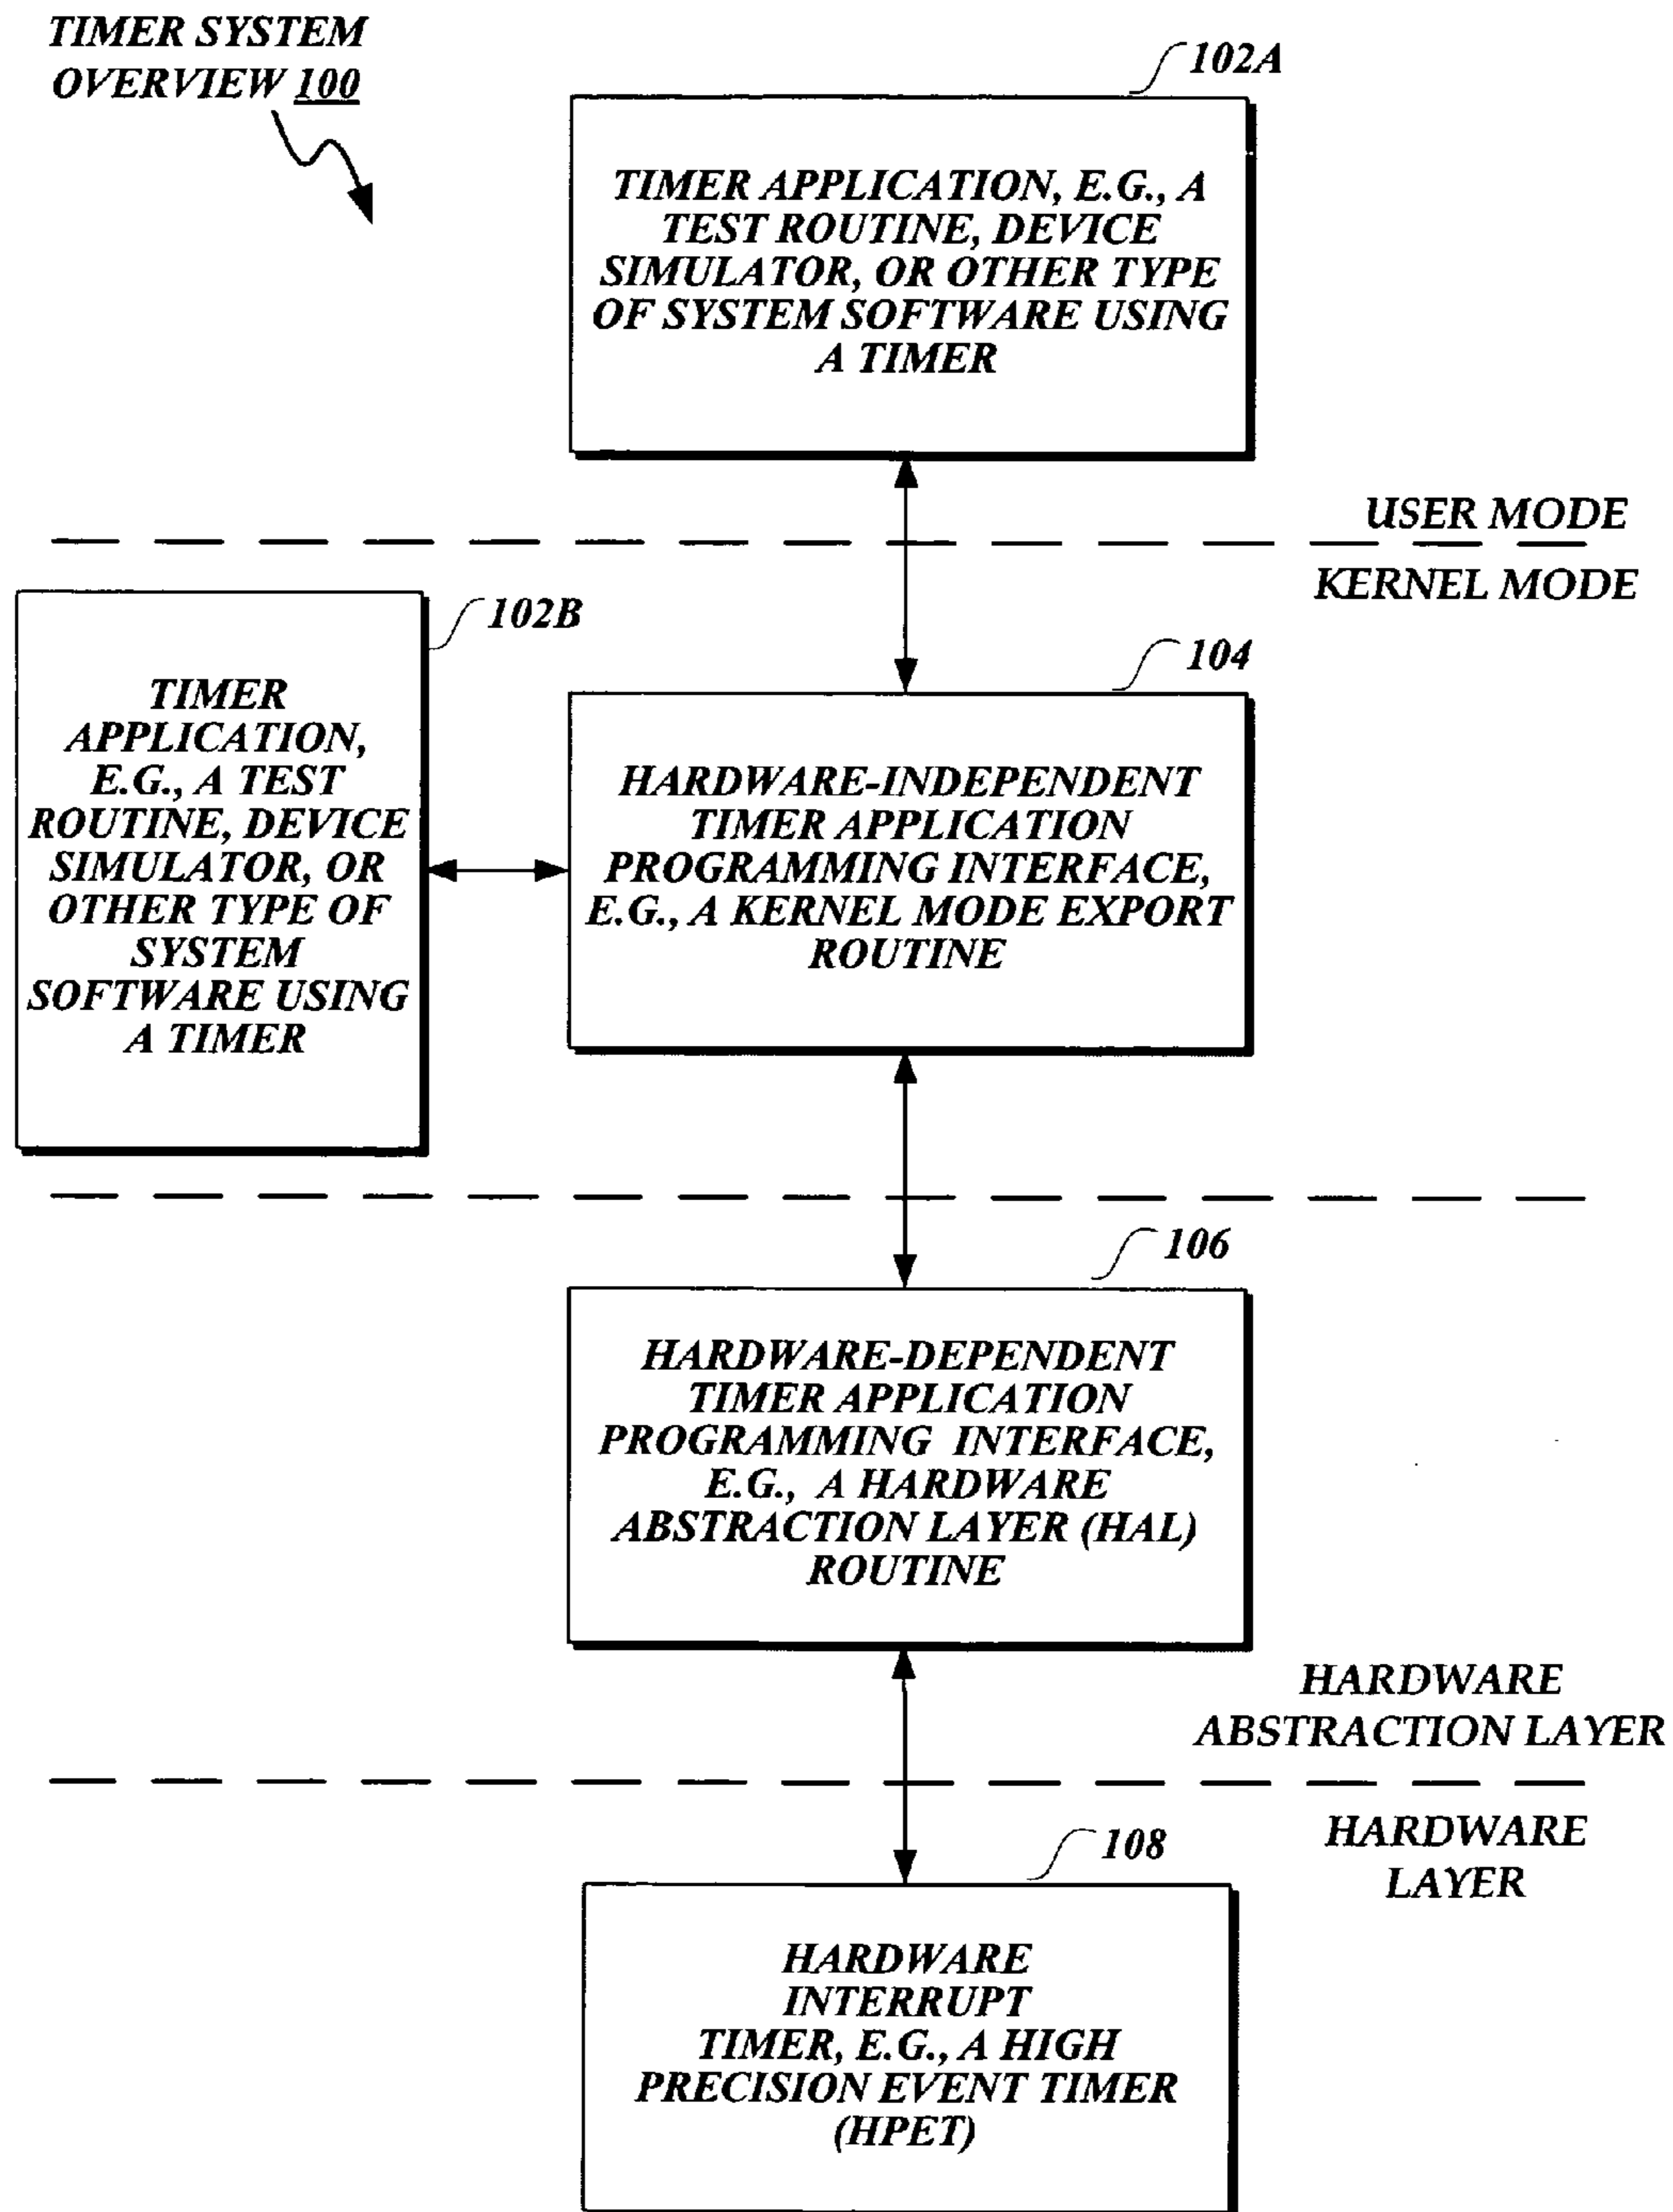 TIMER SYSTEM
OVERVIEW 100
102A
TIMER APPLICATION, E.G., A
TEST ROUTINE, DEVICE
SIMULATOR, OR OTHER TYPE
OF SYSTEM SOFTWARE USING
A TIMER
USER MODE
KERNEL MODE
102B
TIMER
APPLICATION,
E.G., A TEST
ROUTINE, DEVICE
SIMULATOR, OR
OTHER TYPE OF
SYSTEM
SOFTWARE USING
A TIMER
104
HARDWARE-INDEPENDENT
TIMER APPLICATION
PROGRAMMING INTERFACE,
E.G., A KERNEL MODE EXPORT
ROUTINE
106
HARDWARE-DEPENDENT
TIMER APPLICATION
PROGRAMMING INTERFACE,
E.G., A HARDWARE
ABSTRACTION LAYER (HAL)
ROUTINE
HARDWARE
ABSTRACTION LAYER
HARDWARE
LAYER
108
HARDWARE
INTERRUPT
TIMER, E.G., A HIGH
PRECISION EVENT TIMER
(HPET)